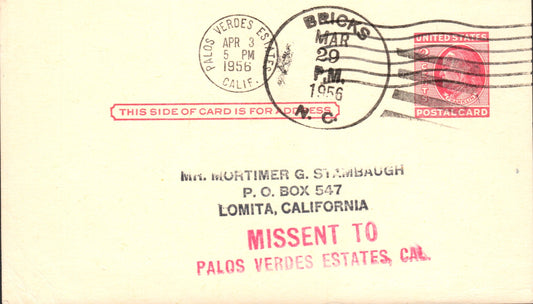 PALOS VERDES ESTATES
APR 3
5 PM
1956
CALIF.
BRICKS
MAR
29
P.M.
1956
N. C.
UNITED STATES
POSTAL CARD
THIS SIDE OF CARD IS FOR ADDRESS
MR. MORTIMER G. STAMBAUGH
P. O. BOX 547
LOMITA, CALIFORNIA
MISSENT TO
PALOS VERDES ESTATES, CAL.